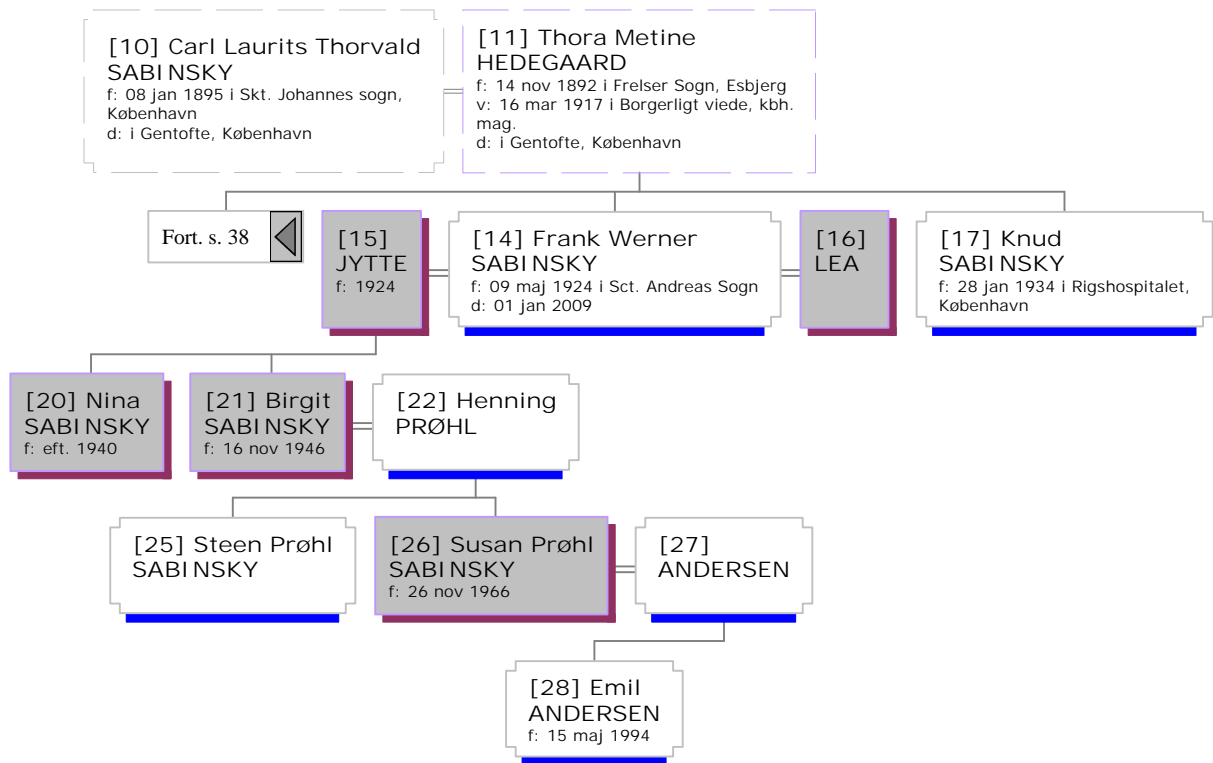 [10] Carl Laurits Thorvald
SABINSKY
f: 08 jan 1895 i Skt. Johannes sogn,
København
d: i Gentofte, København
[11] Thora Metine
HEDEGAARD
f: 14 nov 1892 i Frelser Sogn, Esbjerg
v: 16 mar 1917 i Borgerligt viede, kbh.
mag.
d: i Gentofte, København
Fort. s. 38
[15]
JYTTE
f: 1924
[14] Frank Werner
SABINSKY
f: 09 maj 1924 i Sct. Andreas Sogn
d: 01 jan 2009
[16]
LEA
[17] Knud
SABINSKY
f: 28 jan 1934 i Rigshospitalet,
København
[20] Nina
SABINSKY
f: eft. 1940
[21] Birgit
SABINSKY
f: 16 nov 1946
[22] Henning
PRØHL
[25] Steen Prøhl
SABINSKY
[26] Susan Prøhl
SABINSKY
f: 26 nov 1966
[27]
ANDERSEN
[28] Emil
ANDERSEN
f: 15 maj 1994